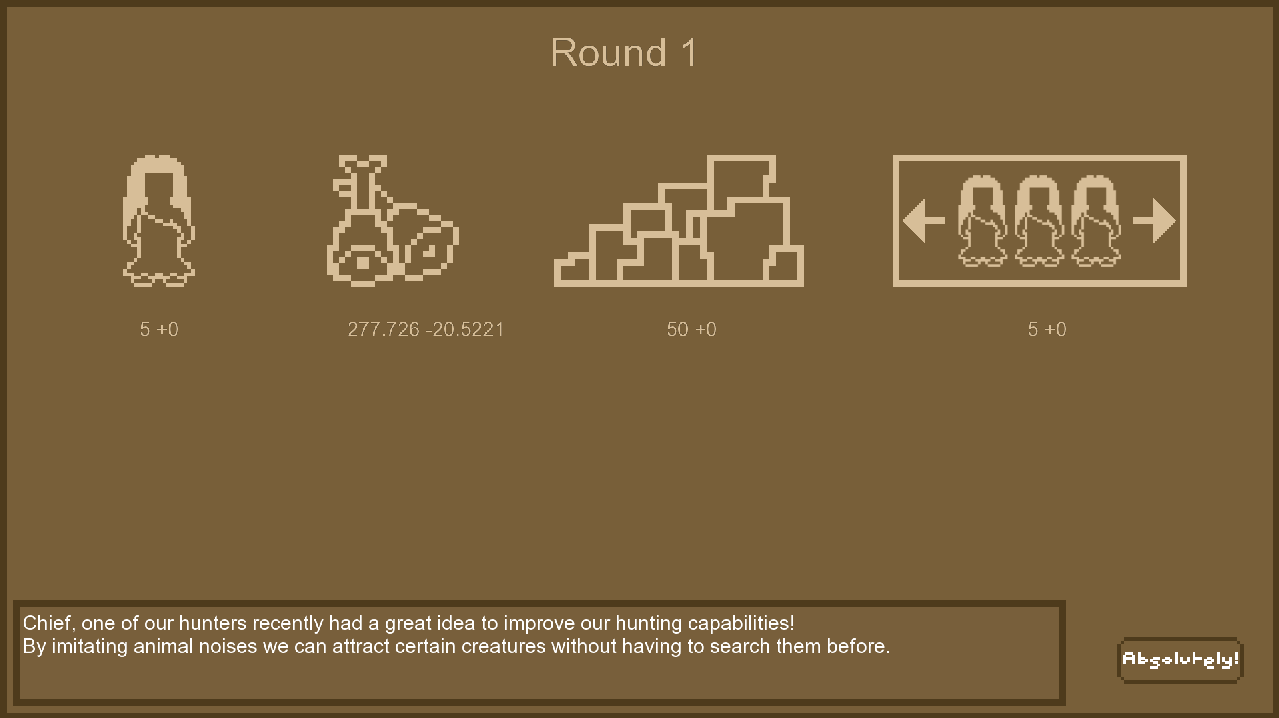 Round 1
5 +0
277.726 -20.5221
50 +0
5 +0
Chief, one of our hunters recently had a great idea to improve our hunting capabilities!
By imitating animal noises we can attract certain creatures without having to search them before.
Absolutely!